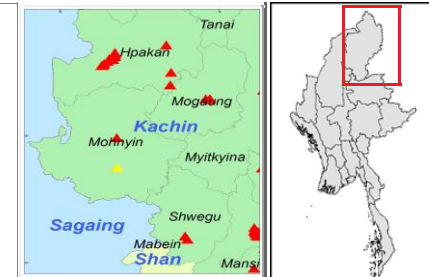 Tanai
Hpakan
Mogaung
Kachin
Mohnyin
Myitkyina
Shwegu
Sagaing
Mabein
Shan
Mansi